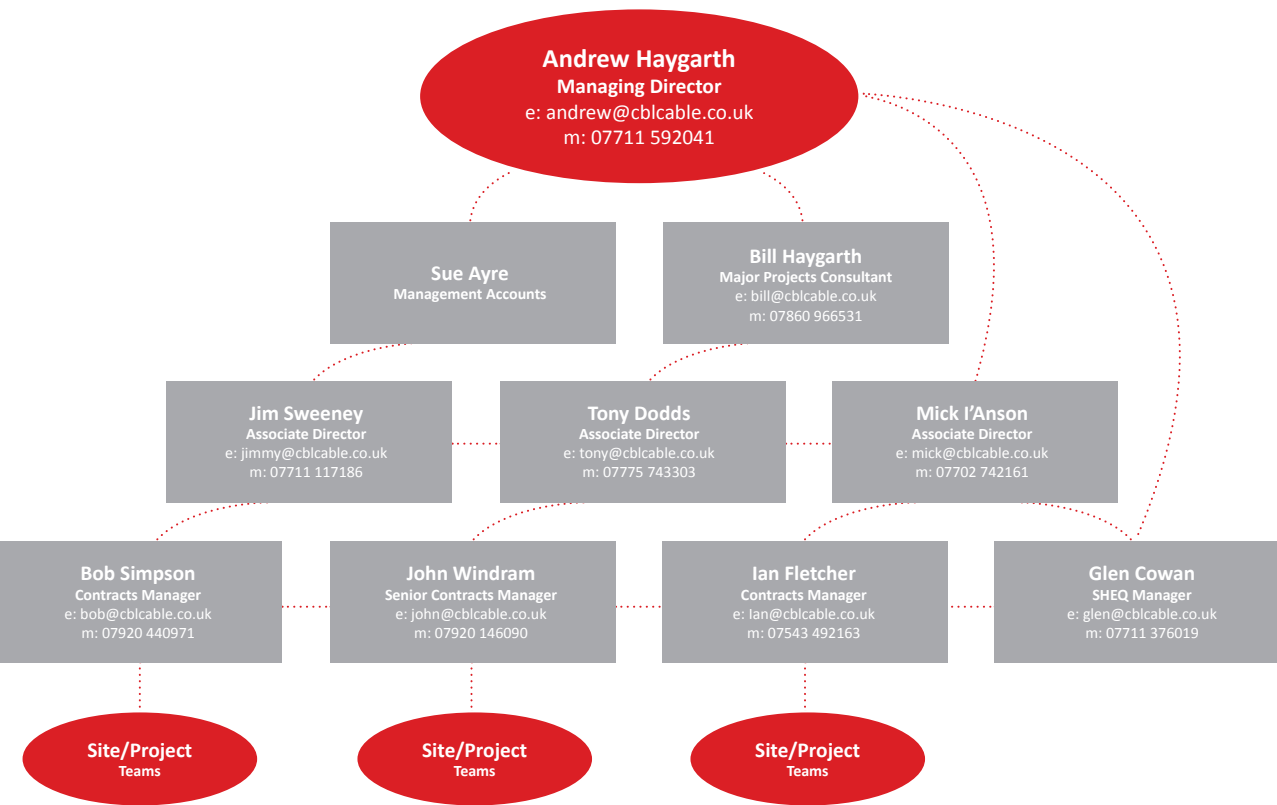 Andrew Haygarth
Managing Director
e: andrew@cblcable.co.uk
m: 07711 592041
Sue Ayre
Management Accounts
Bill Haygarth
Major Projects Consultant
e: bill@cblcable.co.uk
m: 07860 966531
Jim Sweeney
Associate Director
e: jimmy@cblcable.co.uk
m: 07711 117186
Tony Dodds
Associate Director
e: tony@cblcable.co.uk
m: 07775 743303
Mick I’Anson
Associate Director
e: mick@cblcable.co.uk
m: 07702 742161
Bob Simpson
Contracts Manager
e: bob@cblcable.co.uk
m: 07920 440971
John Windram
Senior Contracts Manager
e: john@cblcable.co.uk
m: 07920 146090
Ian Fletcher
Contracts Manager
e: Ian@cblcable.co.uk
m: 07543 492163
Glen Cowan
SHEQ Manager
e: glen@cblcable.co.uk
m: 07711 376019
Site/Project
Teams
Site/Project
Teams
Site/Project
Teams